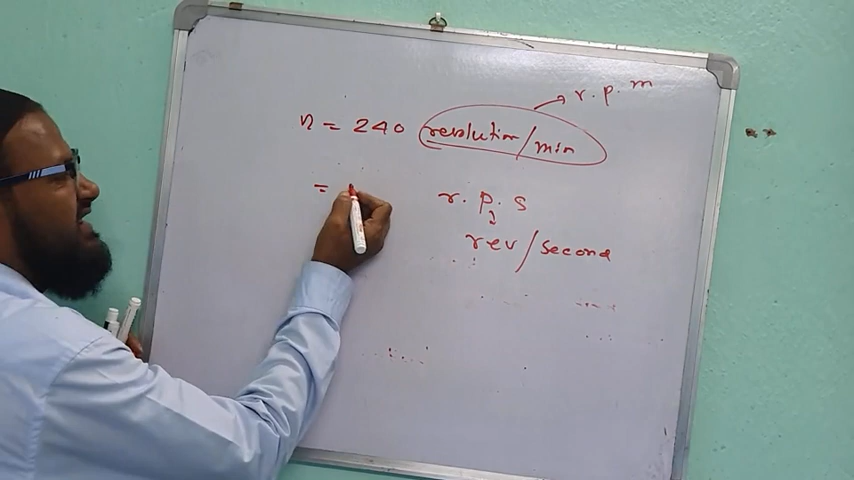 r.p.m
n = 240 revolution/min
= r.p.s
rev/second